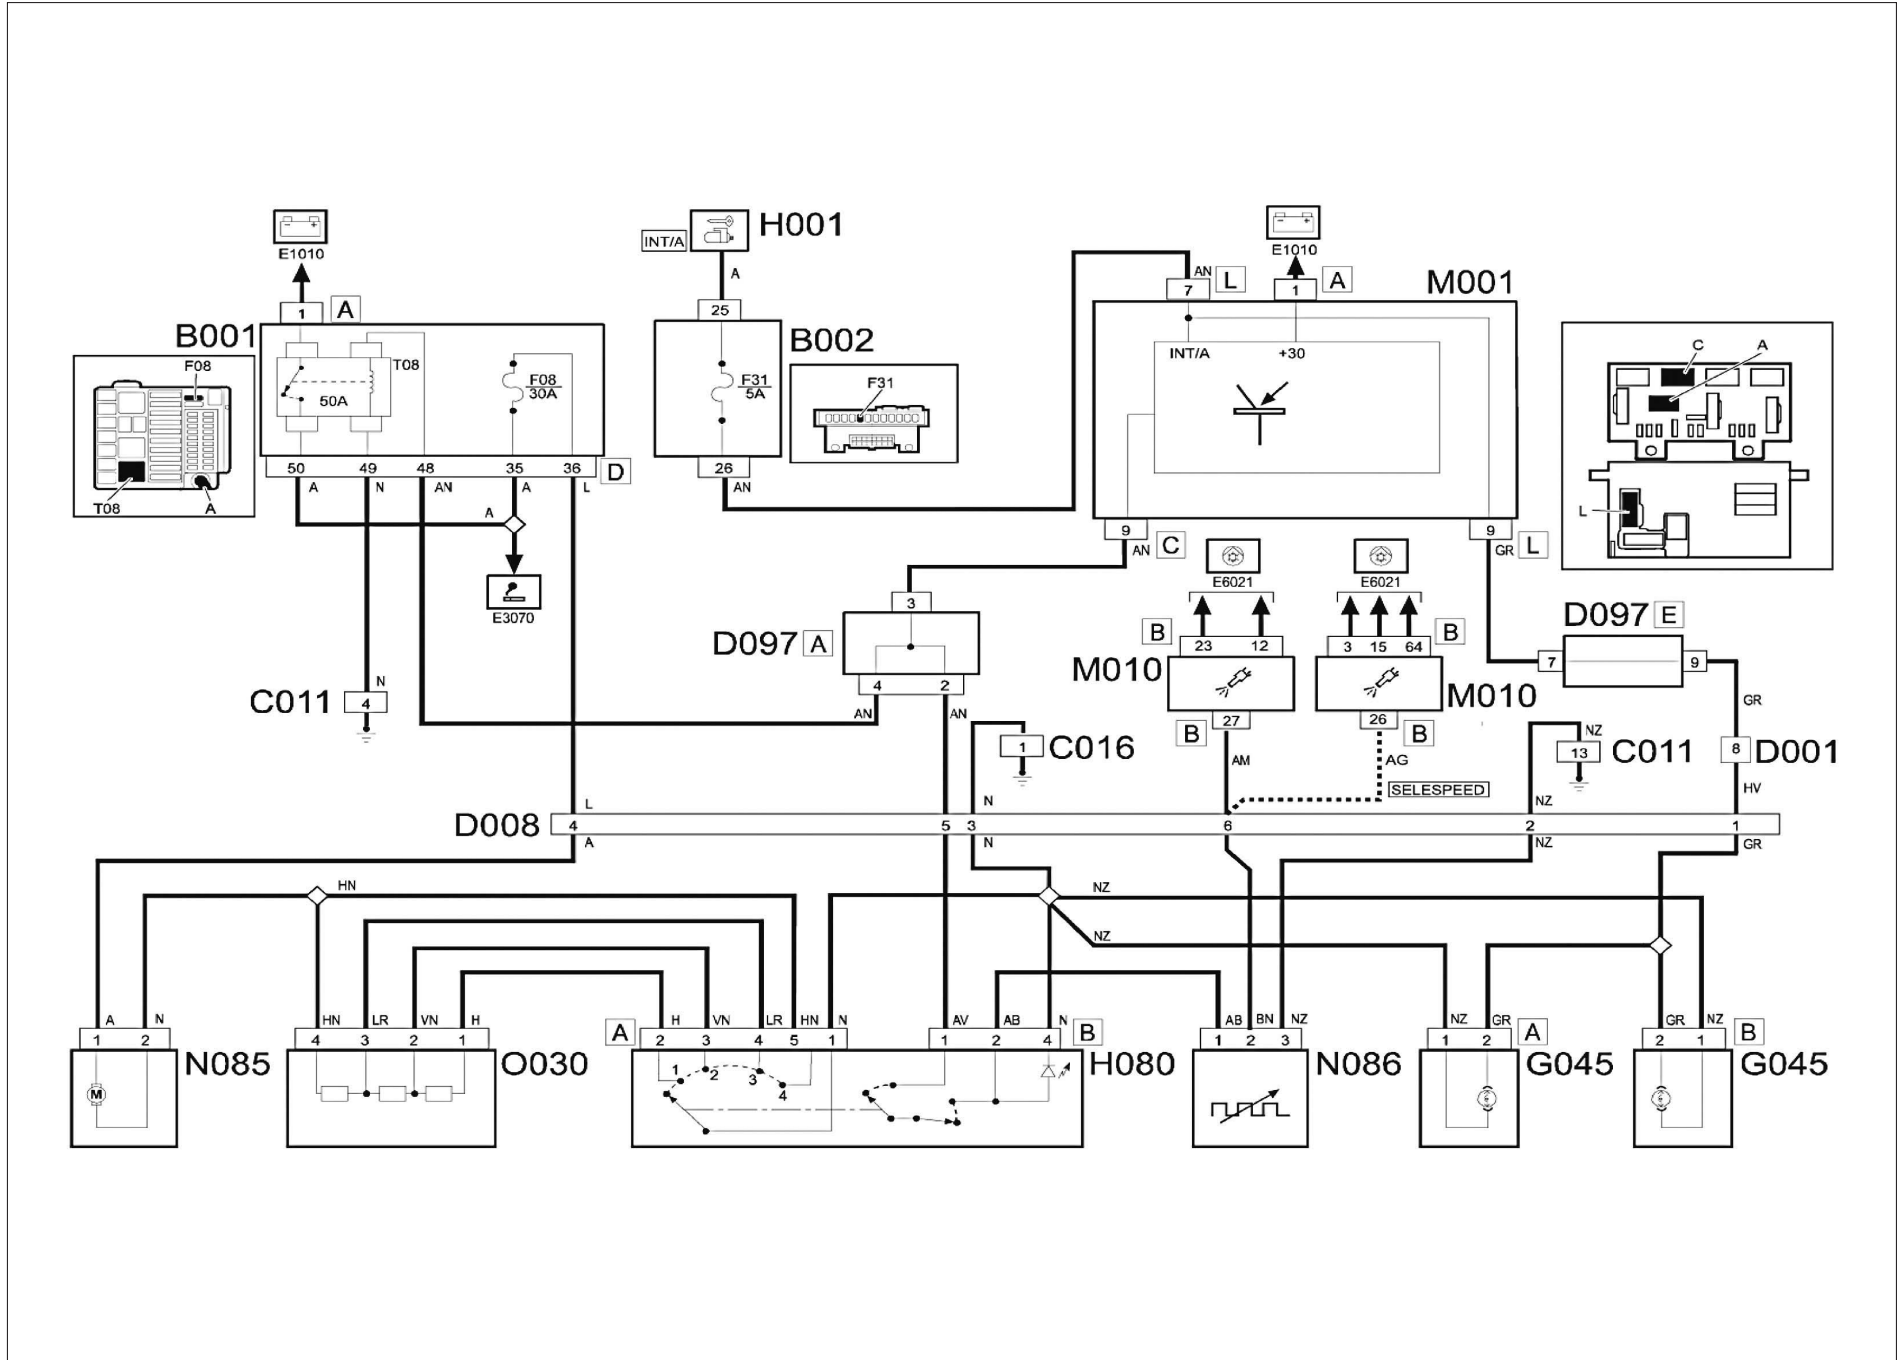 E1010
1 A
B001
F08
T08 A
T08
50A
F08
30A
50 49 48 35 36 D
A N AN A L
A
E3070
N
C011 4
INT/A H001
A
25
B002
F31
5A
F31
26
AN
E1010
AN
7 L 1 A
M001
INT/A +30
9
AN C
9
GR L
C A
L
3
D097 A
4 2
AN AN
E6021 E6021
B 23 12
M010
B 27
AM
3 15 64 B
M010
26 B
AG
SELESPEED
D097 E
7 9
GR
8 D001
HV
1 C016
N
NZ
13 C011
NZ
L
D008 4 5 3 6 2 1
A N NZ GR
HN
NZ
NZ
A N
1 2
N085
M
HN LR VN H
4 3 2 1
O030
A H VN LR HN N AV AB N B
2 3 4 5 1 1 2 4
H080
1 2 3 4
AB BN NZ
1 2 3
N086
NZ GR A
1 2
G045
GR NZ B
2 1
G045